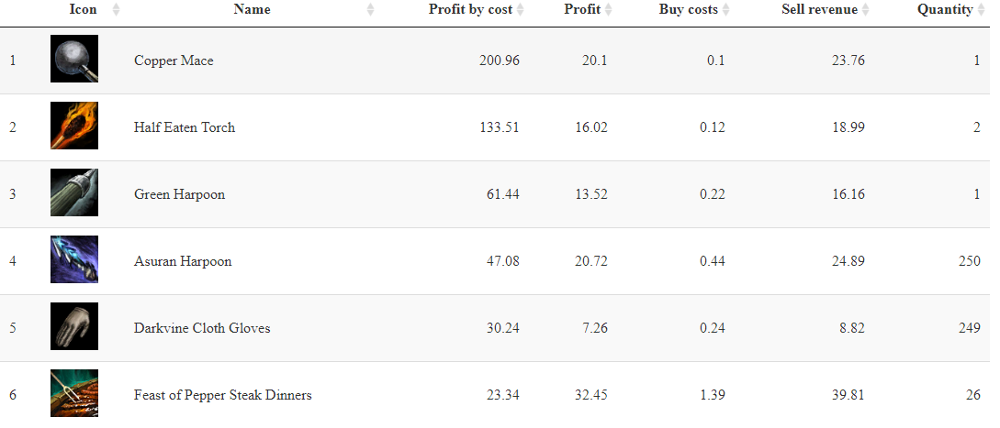 Icon Name Profit by cost Profit Buy costs Sell revenue Quantity
1 Copper Mace 200.96 20.1 0.1 23.76 1
2 Half Eaten Torch 133.51 16.02 0.12 18.99 2
3 Green Harpoon 61.44 13.52 0.22 16.16 1
4 Asuran Harpoon 47.08 20.72 0.44 24.89 250
5 Darkvine Cloth Gloves 30.24 7.26 0.24 8.82 249
6 Feast of Pepper Steak Dinners 23.34 32.45 1.39 39.81 26